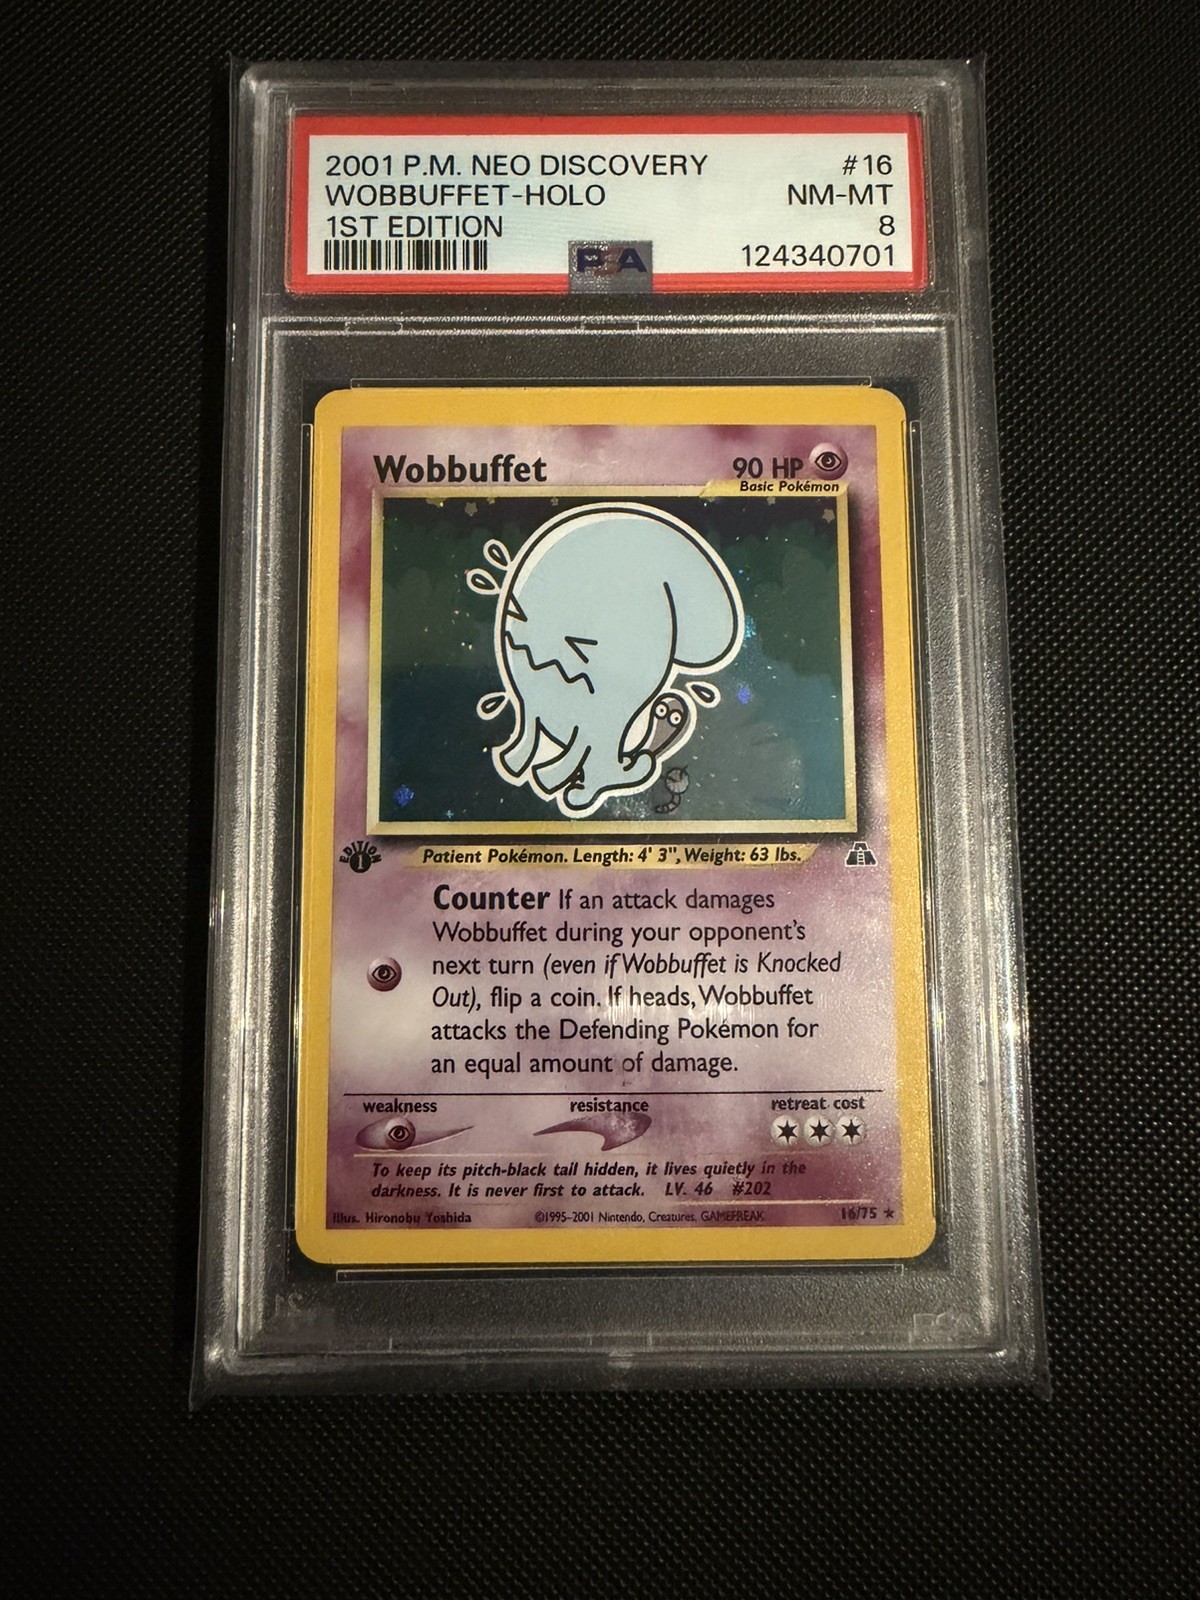 2001 P.M. NEO DISCOVERY #16
WOBBUFFET-HOLO NM-MT
1ST EDITION 8
PSA 124340701
Wobbuffet 90 HP
Basic Pokémon
EDITION 1
Patient Pokémon. Length: 4' 3", Weight: 63 lbs.
Counter If an attack damages
Wobbuffet during your opponent's
next turn (even if Wobbuffet is Knocked
Out), flip a coin. If heads, Wobbuffet
attacks the Defending Pokémon for
an equal amount of damage.
weakness resistance retreat cost
To keep its pitch-black tail hidden, it lives quietly in the
darkness. It is never first to attack. LV. 46 #202
Illus. Hironobu Yoshida ©1995-2001 Nintendo, Creatures, GAMEFREAK 16/75 ★